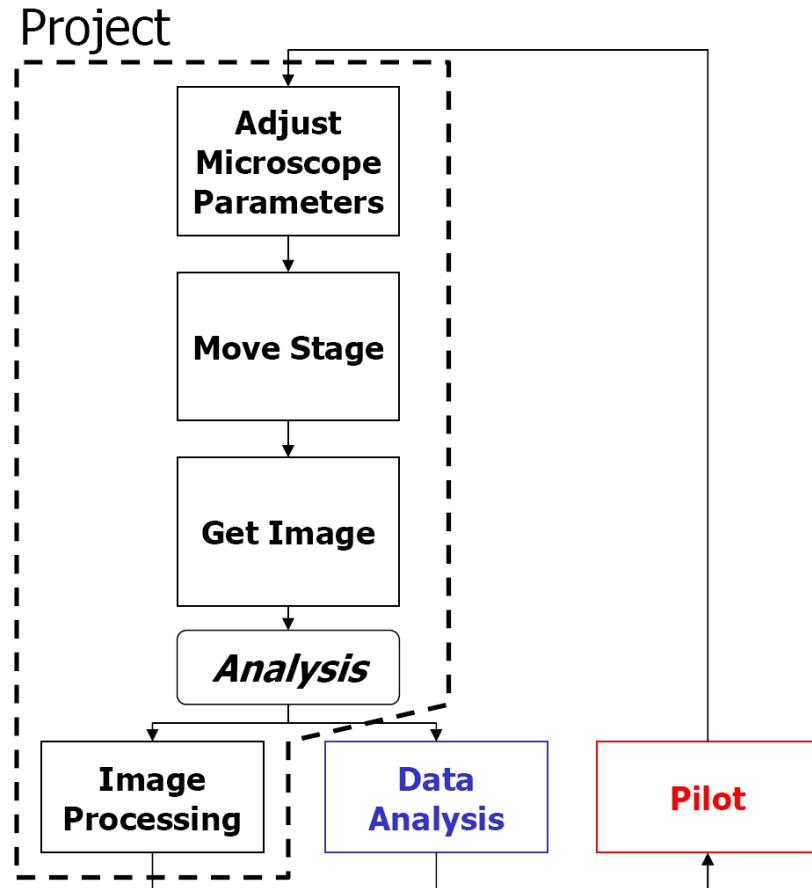 Project
Adjust
Microscope
Parameters
Move Stage
Get Image
Analysis
Image
Processing
Data
Analysis
Pilot